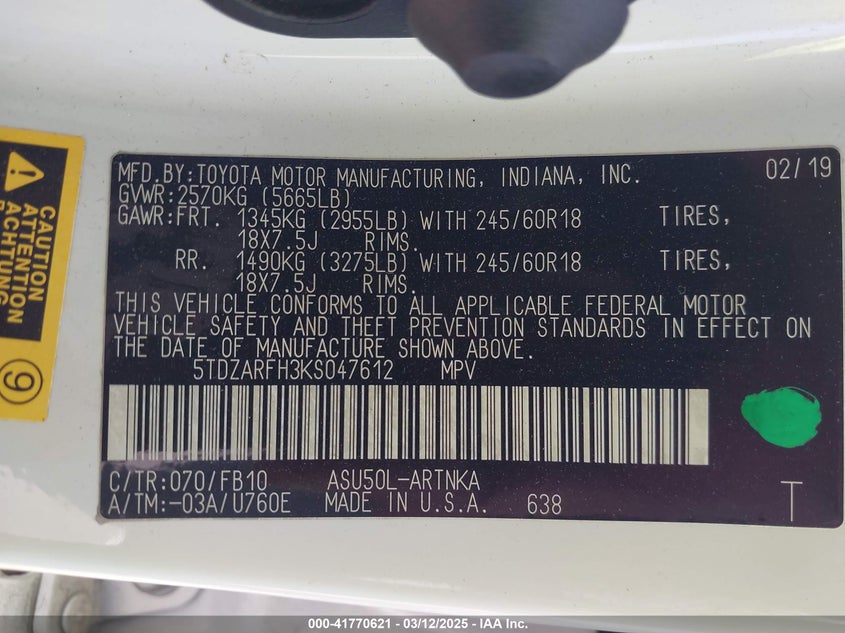 MFD.BY:TOYOTA MOTOR MANUFACTURING, INDIANA, INC. 02/19
GVWR:2570KG (5665LB)
GAWR:FRT. 1345KG (2955LB) WITH 245/60R18 TIRES,
18X7.5J RIMS.
RR. 1490KG (3275LB) WITH 245/60R18 TIRES,
18X7.5J RIMS.
THIS VEHICLE CONFORMS TO ALL APPLICABLE FEDERAL MOTOR
VEHICLE SAFETY AND THEFT PREVENTION STANDARDS IN EFFECT ON
THE DATE OF MANUFACTURE SHOWN ABOVE.
5TDZARFH3KS047612 MPV
C/TR:070/FB10 ASU50L-ARTNKA
A/TM:-03A/U760E MADE IN U.S.A. 638 T
CAUTION
ATTENTION
ACHTUNG
9
000-41770621 - 03/12/2025 - IAA Inc.